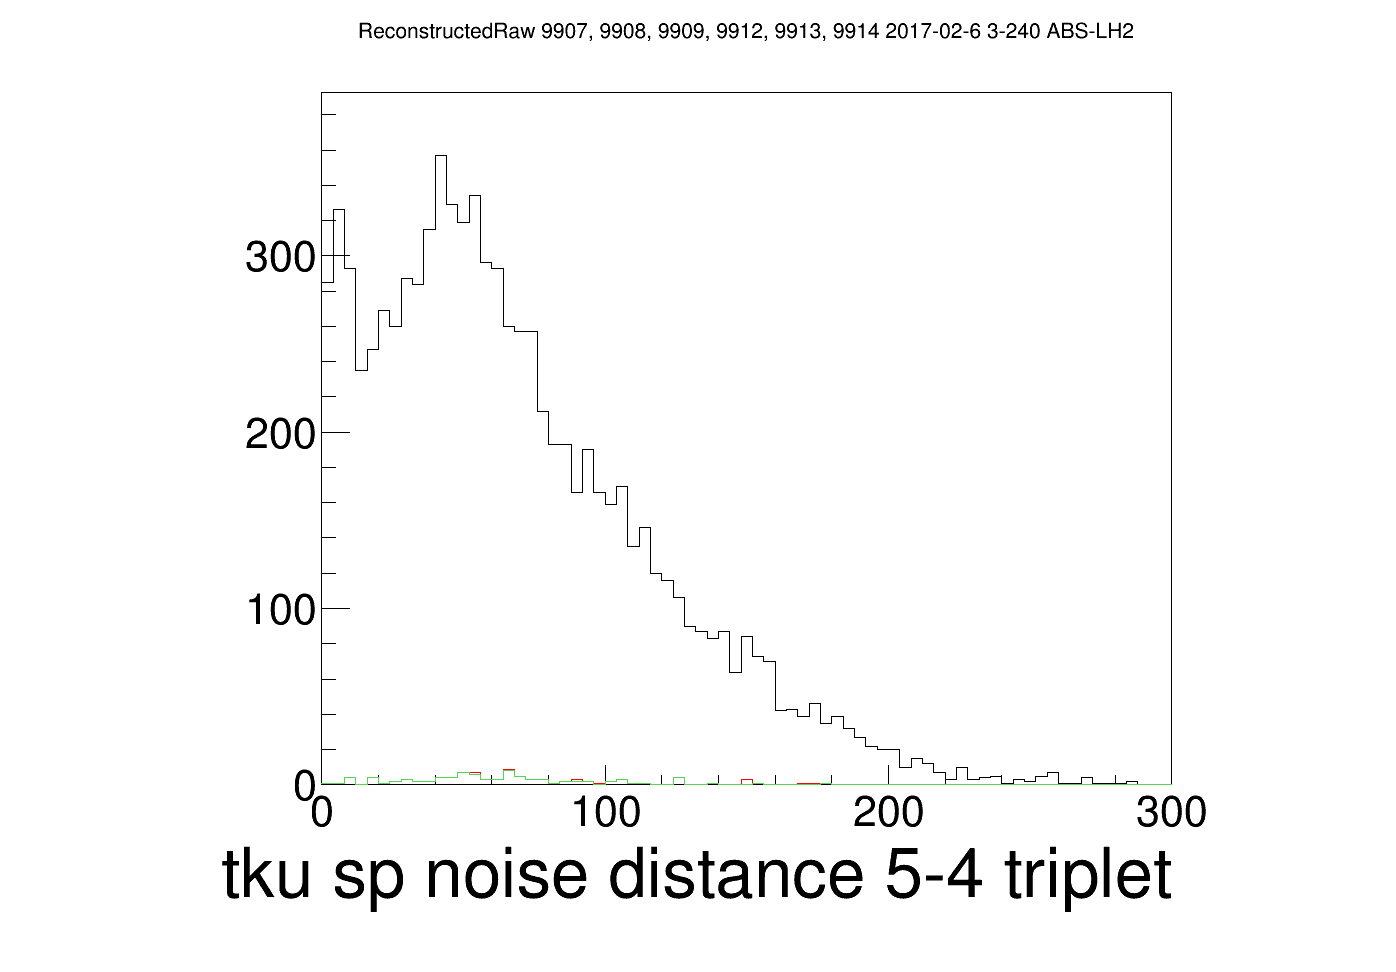 ReconstructedRaw 9907, 9908, 9909, 9912, 9913, 9914 2017-02-6 3-240 ABS-LH2
300
200
100
0
0 100 200 300
tku sp noise distance 5-4 triplet